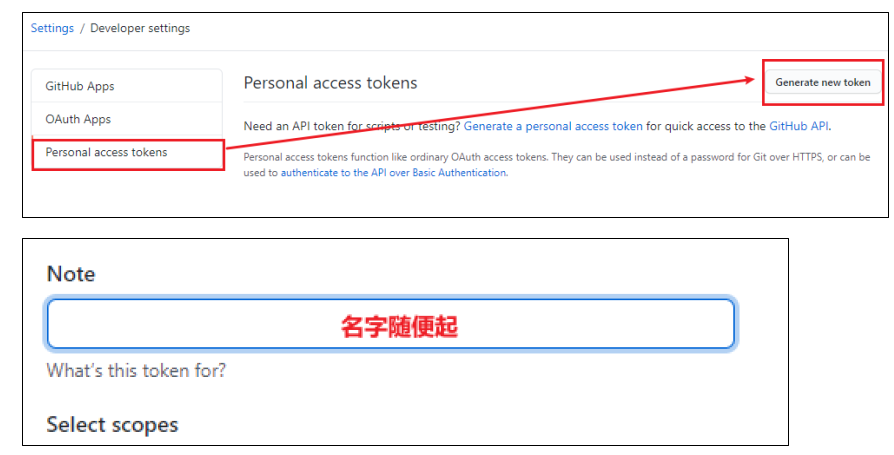 Settings / Developer settings
GitHub Apps
OAuth Apps
Personal access tokens
Personal access tokens
Generate new token
Need an API token for scripts or testing? Generate a personal access token for quick access to the GitHub API.
Personal access tokens function like ordinary OAuth access tokens. They can be used instead of a password for Git over HTTPS, or can be
used to authenticate to the API over Basic Authentication.
Note
名字随便起
What's this token for?
Select scopes